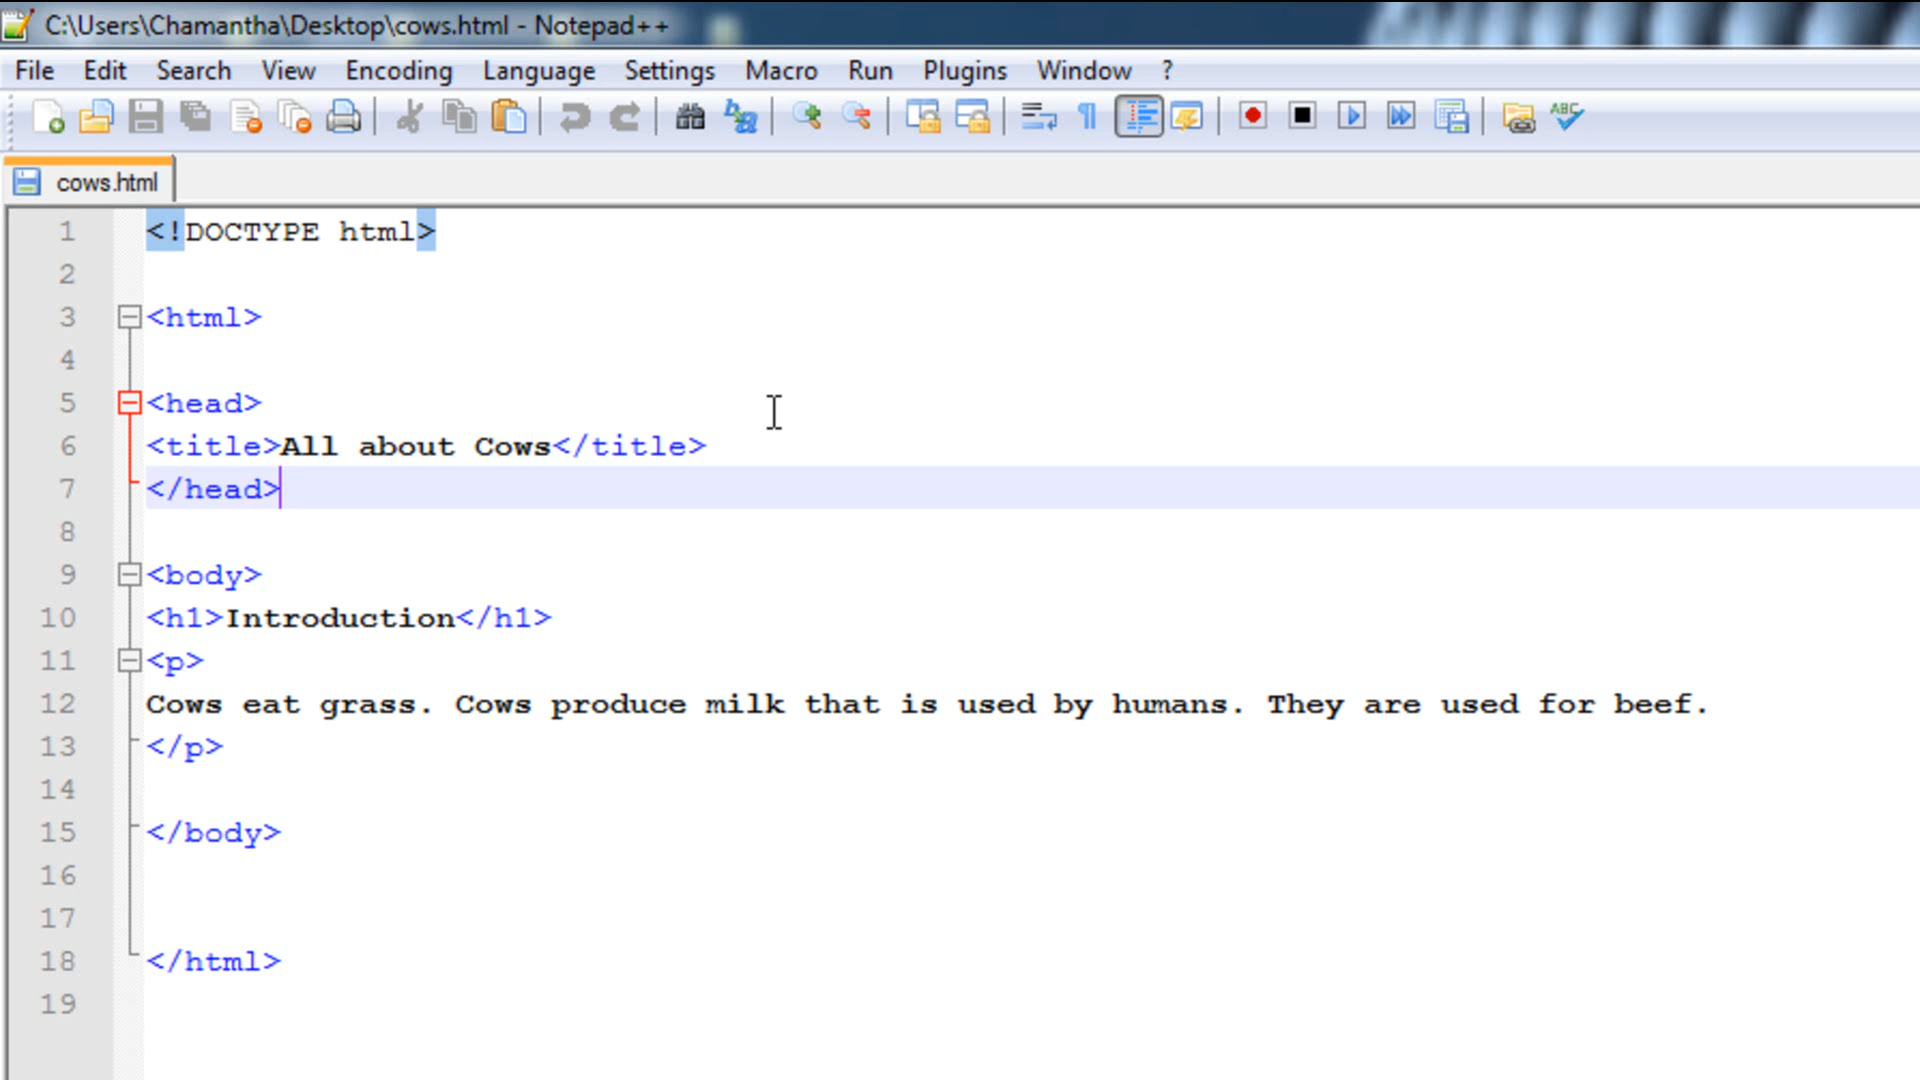 C:\Users\Chamantha\Desktop\cows.html - Notepad++
File Edit Search View Encoding Language Settings Macro Run Plugins Window ?
ABC
cows.html
1 <!DOCTYPE html>
2
3 <html>
4
5 <head>
6 <title>All about Cows</title>
7 </head>
8
9 <body>
10 <h1>Introduction</h1>
11 <p>
12 Cows eat grass. Cows produce milk that is used by humans. They are used for beef.
13 </p>
14
15 </body>
16
17
18 </html>
19